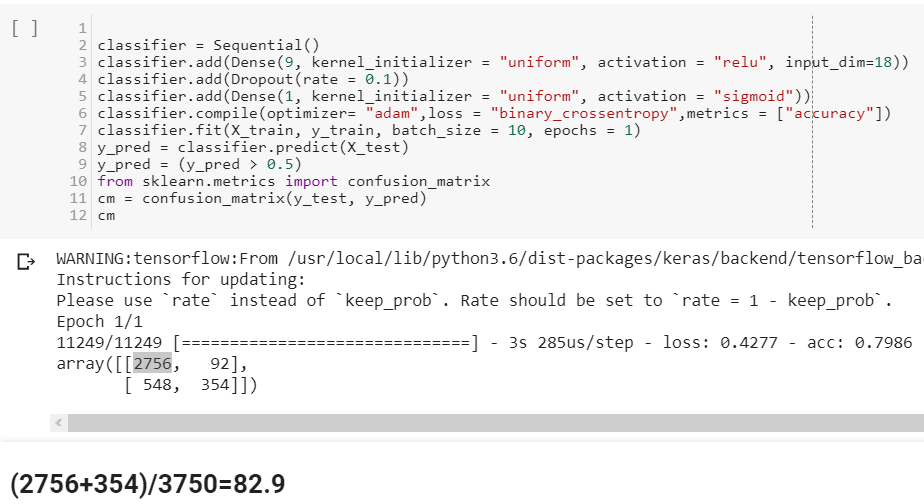 [ ]
1
2 classifier = Sequential()
3 classifier.add(Dense(9, kernel_initializer = "uniform", activation = "relu", input_dim=18))
4 classifier.add(Dropout(rate = 0.1))
5 classifier.add(Dense(1, kernel_initializer = "uniform", activation = "sigmoid"))
6 classifier.compile(optimizer= "adam",loss = "binary_crossentropy",metrics = ["accuracy"])
7 classifier.fit(X_train, y_train, batch_size = 10, epochs = 1)
8 y_pred = classifier.predict(X_test)
9 y_pred = (y_pred > 0.5)
10 from sklearn.metrics import confusion_matrix
11 cm = confusion_matrix(y_test, y_pred)
12 cm
WARNING:tensorflow:From /usr/local/lib/python3.6/dist-packages/keras/backend/tensorflow_ba
Instructions for updating:
Please use `rate` instead of `keep_prob`. Rate should be set to `rate = 1 - keep_prob`.
Epoch 1/1
11249/11249 [==============================] - 3s 285us/step - loss: 0.4277 - acc: 0.7986
array([[2756,   92],
       [ 548,  354]])
(2756+354)/3750=82.9